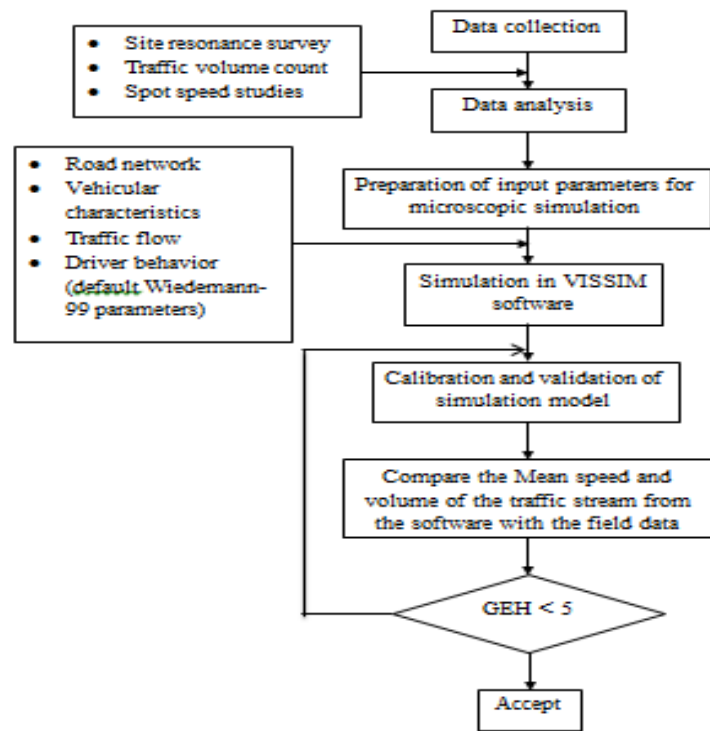 Data collection
• Site resonance survey
• Traffic volume count
• Spot speed studies
Data analysis
• Road network
• Vehicular
characteristics
• Traffic flow
• Driver behavior
(default Wiedemann-
99 parameters)
Preparation of input parameters for
microscopic simulation
Simulation in VISSIM
software
Calibration and validation of
simulation model
Compare the Mean speed and
volume of the traffic stream from
the software with the field data
GEH < 5
Accept